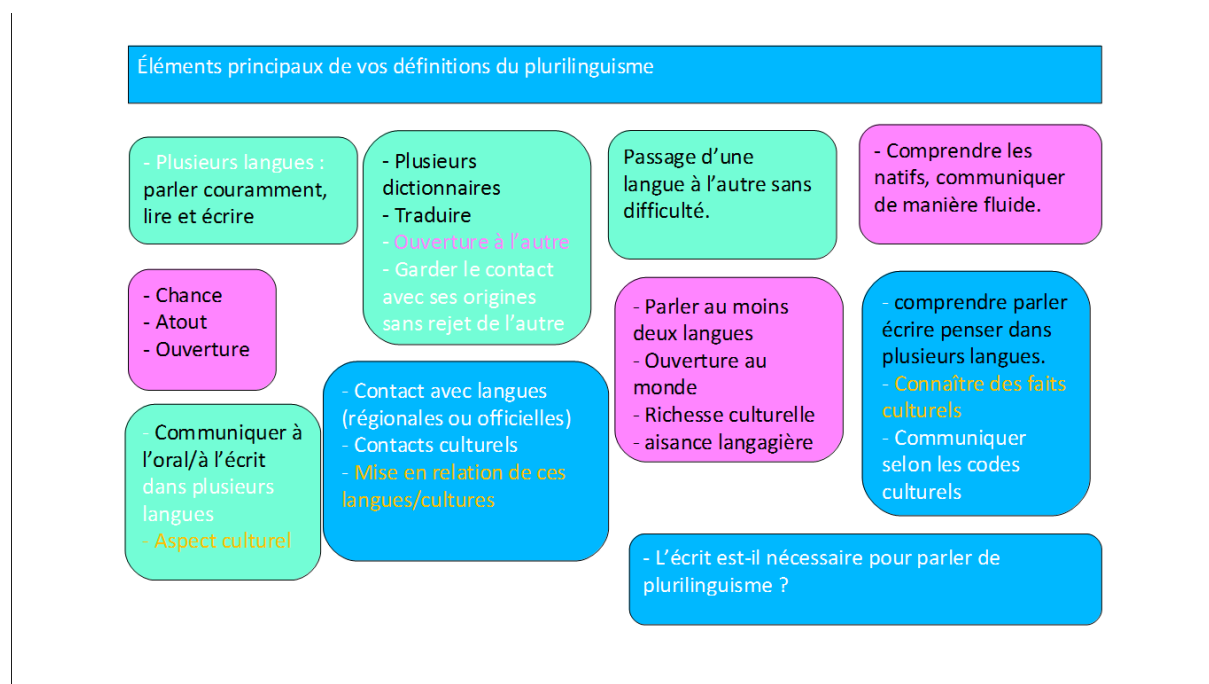 Éléments principaux de vos définitions du plurilinguisme
- Plusieurs langues :
parler couramment,
lire et écrire
- Plusieurs
dictionnaires
- Traduire
- Ouverture à l'autre
- Garder le contact
avec ses origines
sans rejet de l'autre
Passage d'une
langue à l'autre sans
difficulté.
- Comprendre les
natifs, communiquer
de manière fluide.
- Chance
- Atout
- Ouverture
- Parler au moins
deux langues
- Ouverture au
monde
- Richesse culturelle
- aisance langagière
- comprendre parler
écrire penser dans
plusieurs langues.
- Connaître des faits
culturels
- Communiquer
selon les codes
culturels
- Communiquer à
l'oral/à l'écrit
dans plusieurs
langues
- Aspect culturel
- Contact avec langues
(régionales ou officielles)
- Contacts culturels
- Mise en relation de ces
langues/cultures
- L'écrit est-il nécessaire pour parler de
plurilinguisme ?